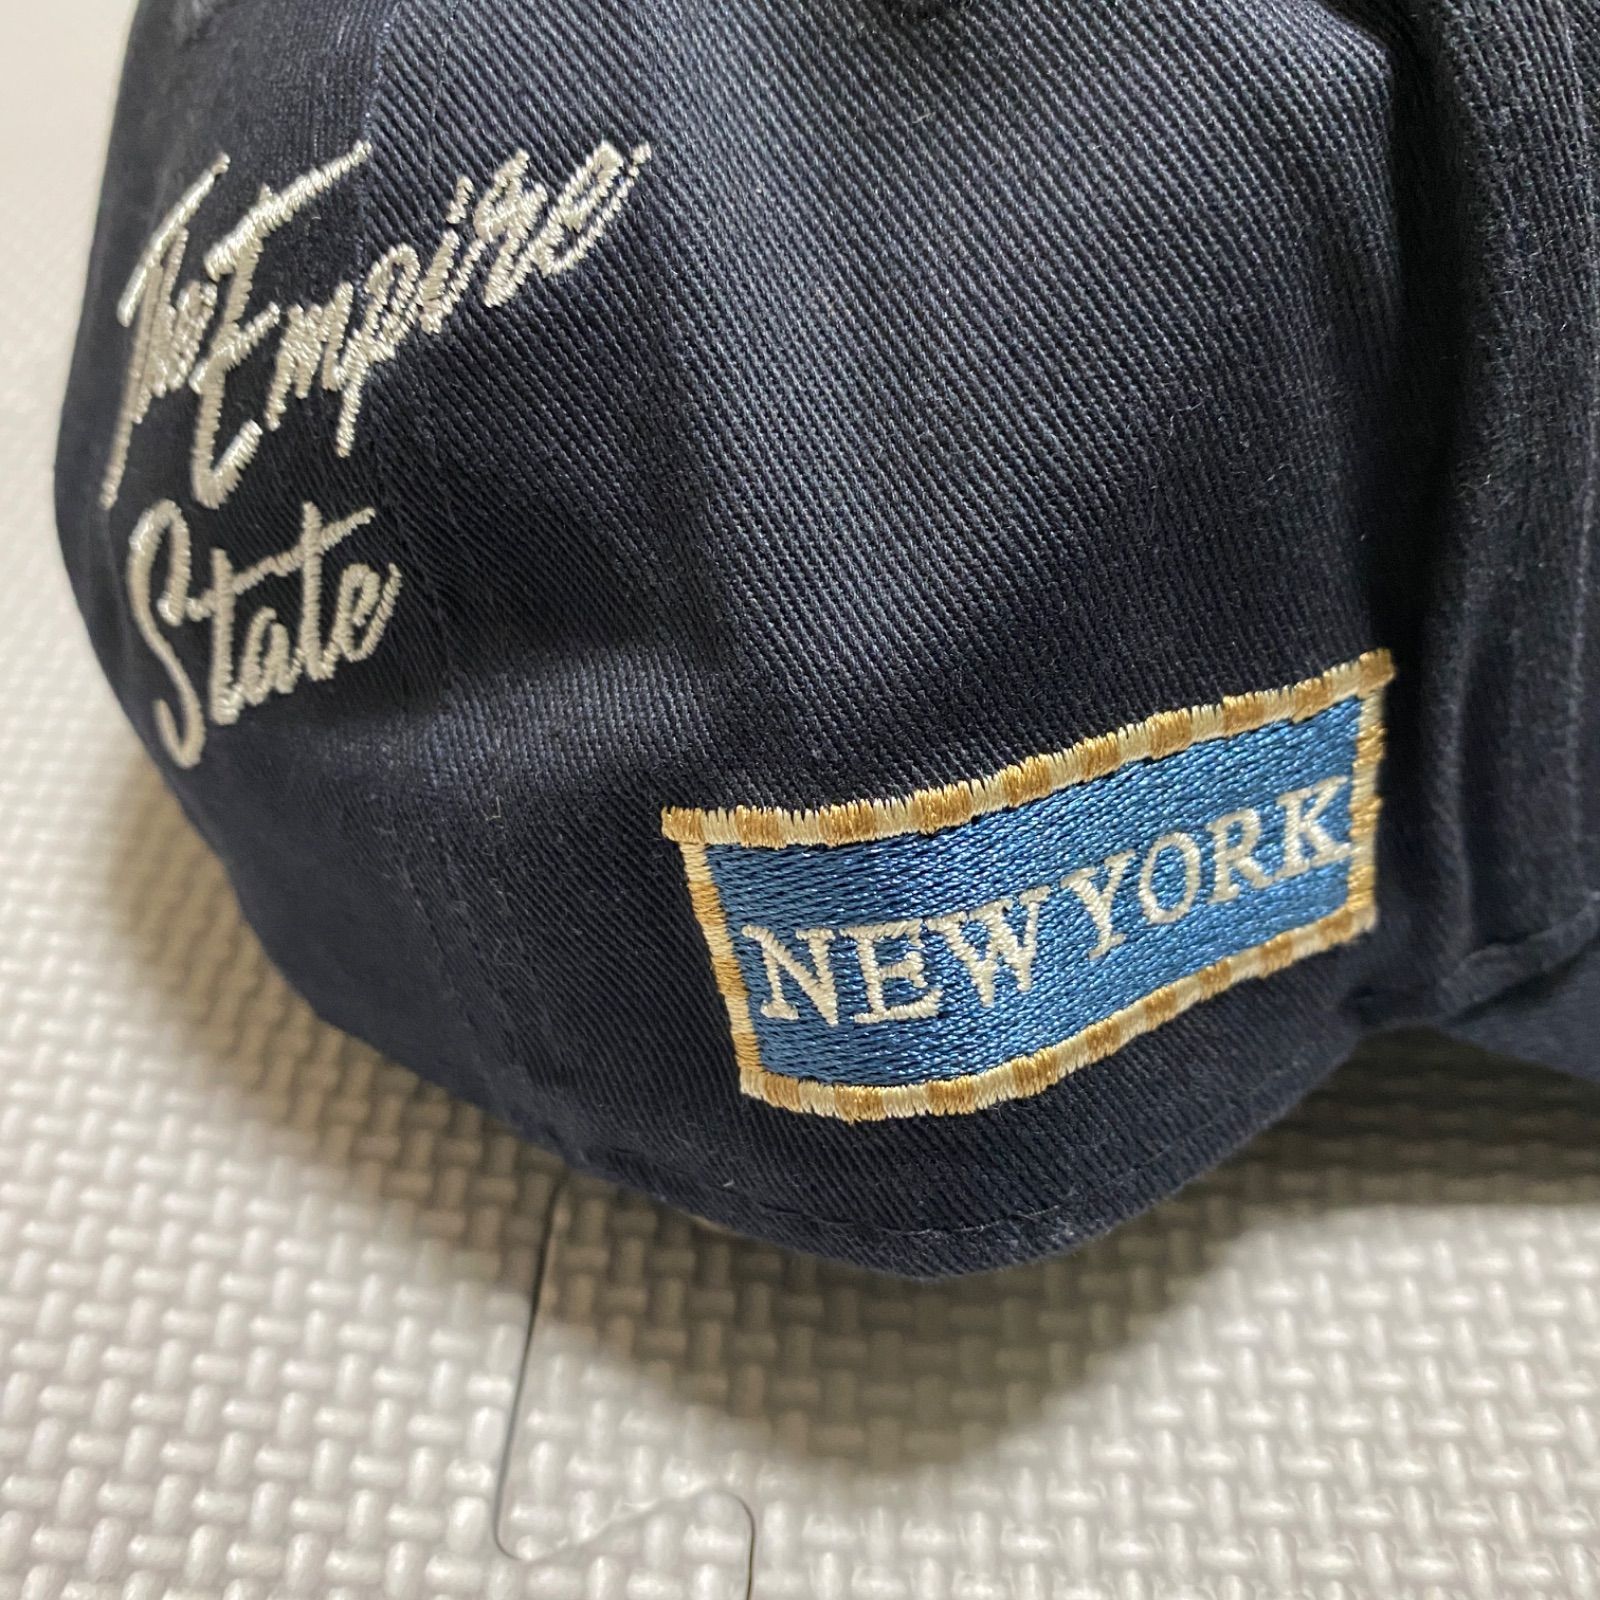 The Empire
State
NEW YORK